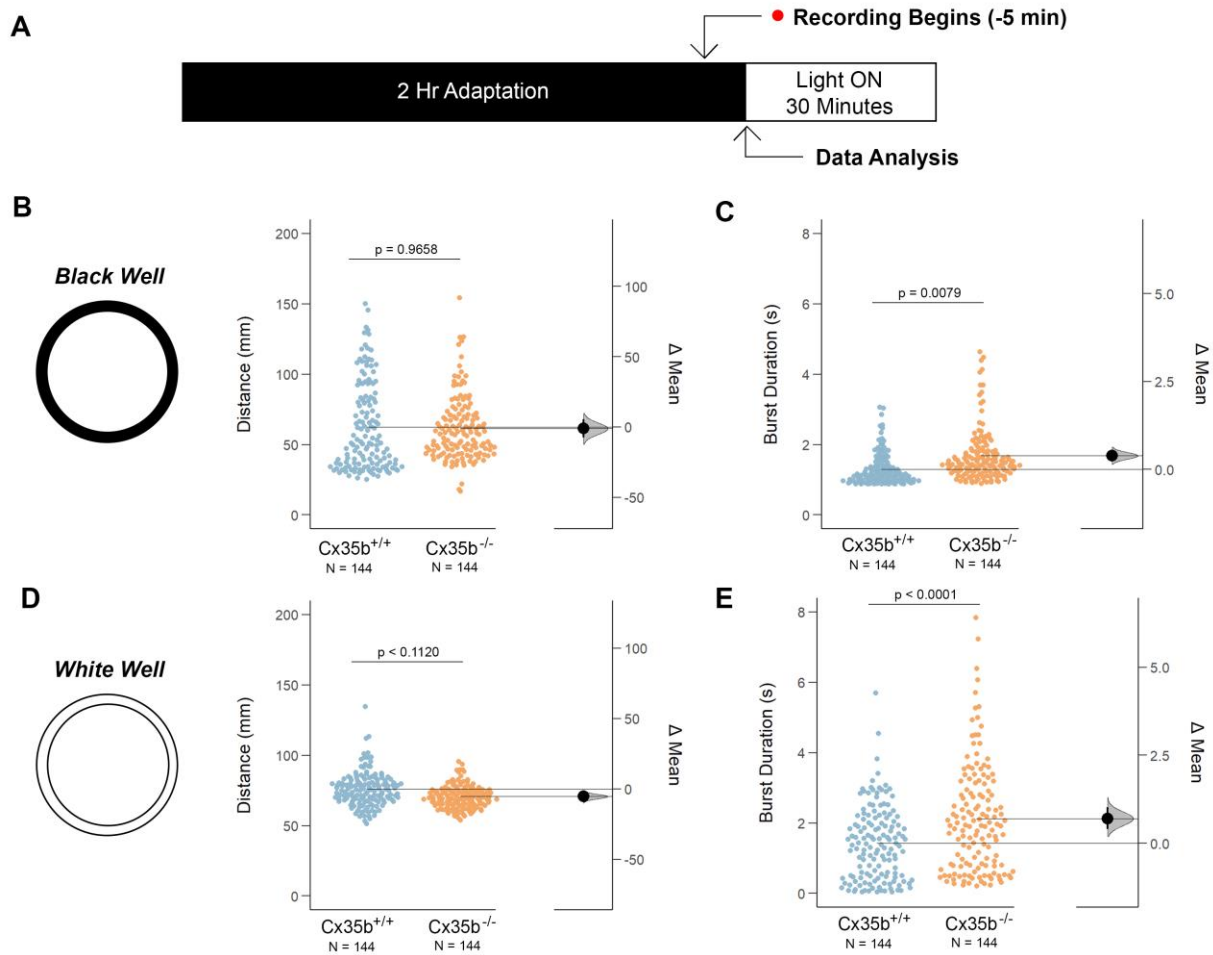 A
Recording Begins (-5 min)
2 Hr Adaptation
Light ON
30 Minutes
Data Analysis
B
Black Well
200
150
100
50
0
Distance (mm)
p = 0.9658
100
50
0
-50
Δ Mean
Cx35b+/+
N = 144
Cx35b-/-
N = 144
C
8
6
4
2
0
Burst Duration (s)
p = 0.0079
5.0
2.5
0.0
Δ Mean
Cx35b+/+
N = 144
Cx35b-/-
N = 144
D
White Well
200
150
100
50
0
Distance (mm)
p < 0.1120
100
50
0
-50
Δ Mean
Cx35b+/+
N = 144
Cx35b-/-
N = 144
E
8
6
4
2
0
Burst Duration (s)
p < 0.0001
5.0
2.5
0.0
Δ Mean
Cx35b+/+
N = 144
Cx35b-/-
N = 144